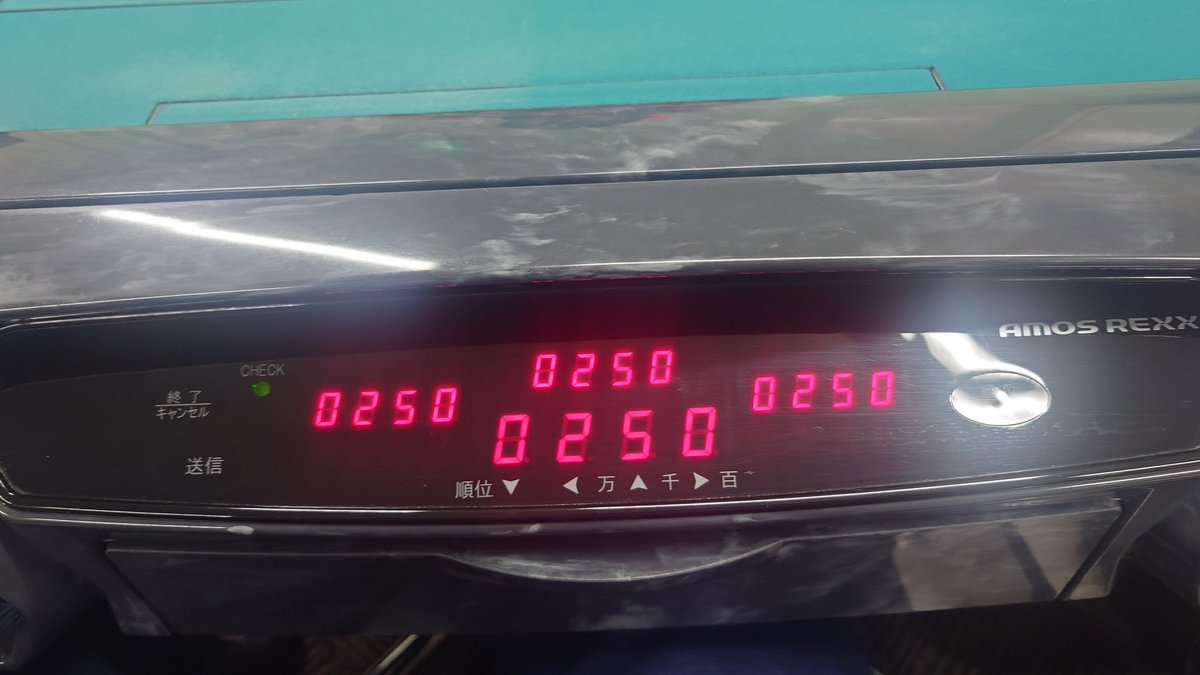 AMOS REXX
CHECK
終了
キャンセル
0250
0250
0250
0250
送信
順位 ▼ ◀ 万 ▲ 千 ▶ 百